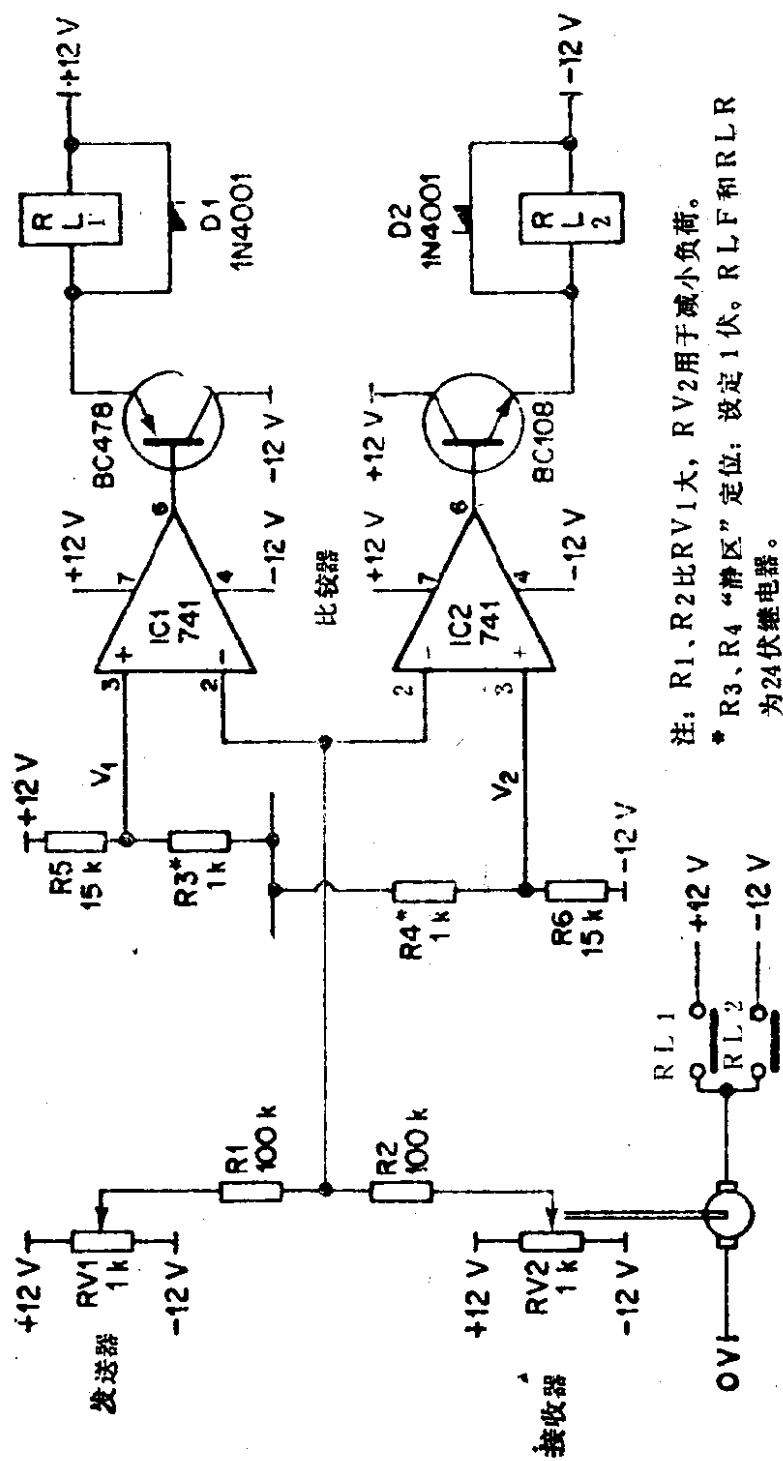 +12 V
RV1
1 k
-12 V
发送器
R1
100 k
R2
100 k
+12 V
RV2
1 k
-12 V
接收器
0V
RL1
RL2
+12 V
-12 V
+12 V
R5
15 k
R3*
1 k
V1
R4*
1 k
V2
R6
15 k
-12 V
3
+
2
-
IC1
741
+12 V
7
6
4
-12 V
比较器
2
-
3
+
IC2
741
+12 V
7
6
4
-12 V
BC478
-12 V
RL
1
D1
1N4001
+12 V
+12 V
BC108
D2
1N4001
RL
2
-12 V
注：R1、R2比RV1大，RV2用于减小负荷。
* R3、R4“静区”定位：设定1伏。RLF和RLR
为24伏继电器。